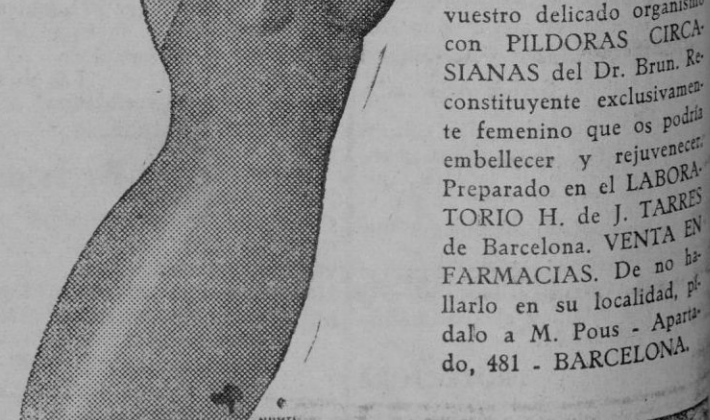 vuestro delicado organismo
con PILDORAS CIRCA-
SIANAS del Dr. Brun. Re-
constituyente exclusivamen-
te femenino que os podría
embellecer y rejuvenecer.
Preparado en el LABORA-
TORIO H. de J. TARRES
de Barcelona. VENTA EN
FARMACIAS. De no ha-
llarlo en su localidad, pí-
dalo a M. Pous - Aparta-
do, 481 - BARCELONA.